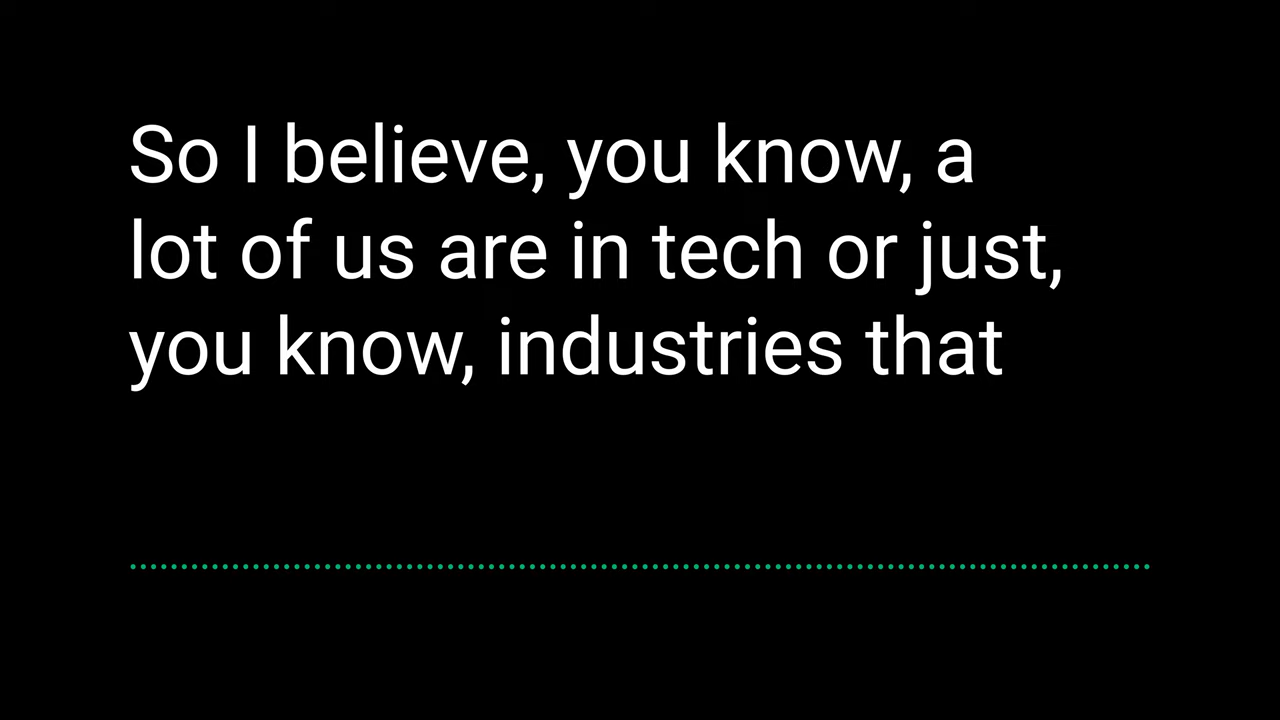 So I believe, you know, a
lot of us are in tech or just,
you know, industries that